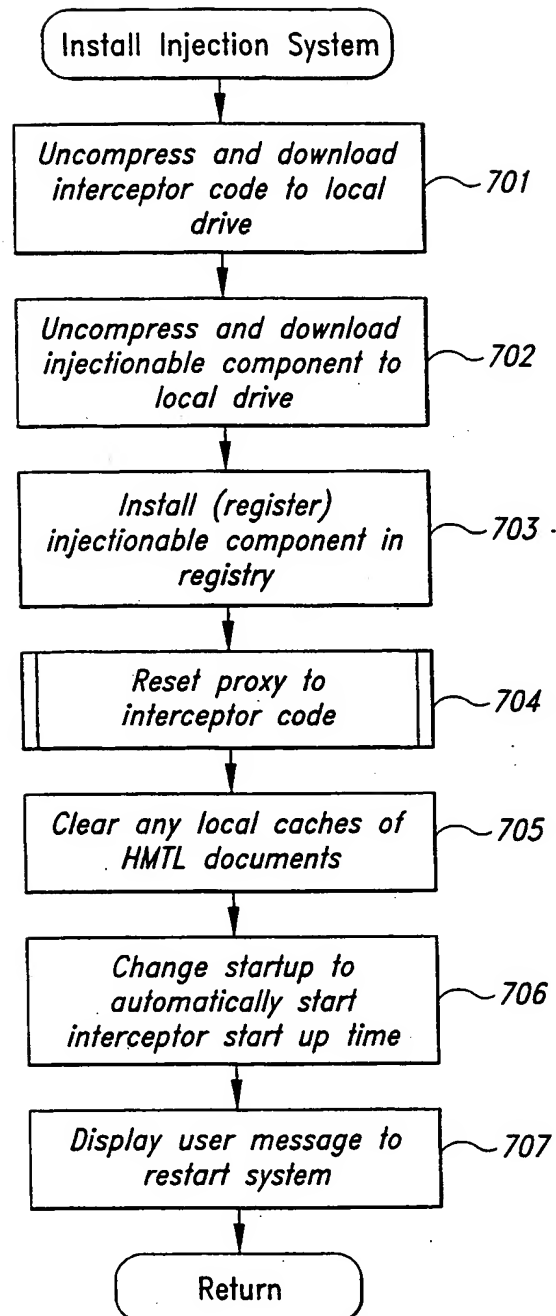 Install Injection System
Uncompress and download
interceptor code to local
drive
701
Uncompress and download
injectionable component to
local drive
702
Install (register)
injectionable component in
registry
703
Reset proxy to
interceptor code
704
Clear any local caches of
HMTL documents
705
Change startup to
automatically start
interceptor start up time
706
Display user message to
restart system
707
Return